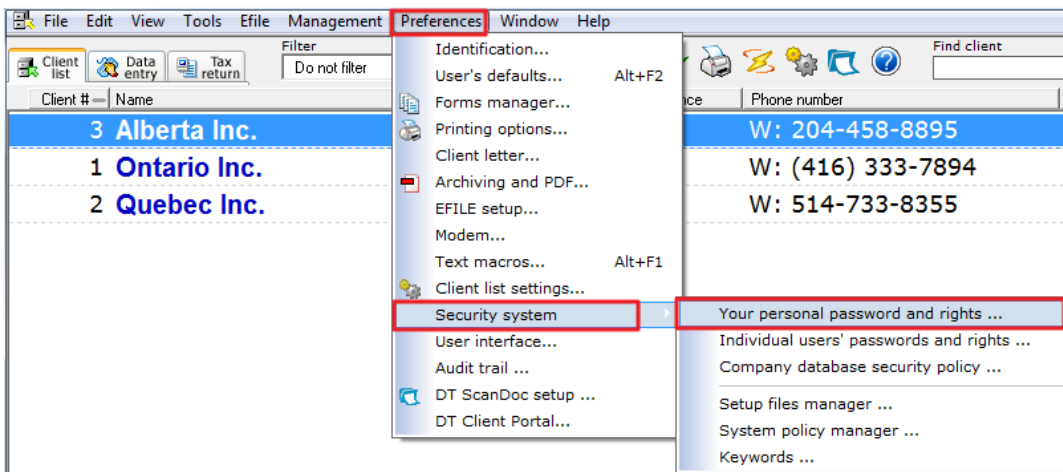 File Edit View Tools Efile Management Preferences Window Help
Client list
Data entry
Tax return
Filter
Do not filter
Find client
Client # Name
Phone number
3 Alberta Inc. W: 204-458-8895
1 Ontario Inc. W: (416) 333-7894
2 Quebec Inc. W: 514-733-8355
Identification...
User's defaults... Alt+F2
Forms manager...
Printing options...
Client letter...
Archiving and PDF...
EFILE setup...
Modem...
Text macros... Alt+F1
Client list settings...
Security system
User interface...
Audit trail ...
DT ScanDoc setup ...
DT Client Portal...
Your personal password and rights ...
Individual users' passwords and rights ...
Company database security policy ...
Setup files manager ...
System policy manager ...
Keywords ...